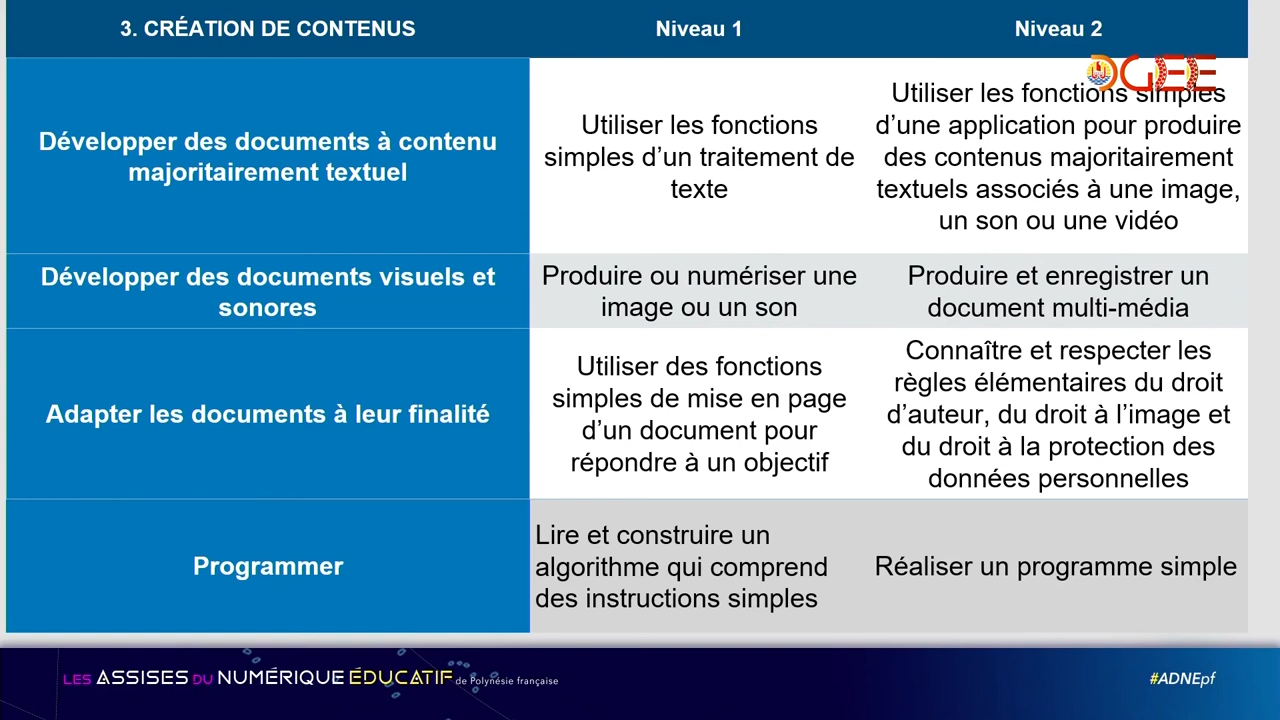 3. CRÉATION DE CONTENUS
Niveau 1
Niveau 2
DGEE
Développer des documents à contenu
majoritairement textuel
Utiliser les fonctions
simples d’un traitement de
texte
Utiliser les fonctions simples
d’une application pour produire
des contenus majoritairement
textuels associés à une image,
un son ou une vidéo
Développer des documents visuels et
sonores
Produire ou numériser une
image ou un son
Produire et enregistrer un
document multi-média
Adapter les documents à leur finalité
Utiliser des fonctions
simples de mise en page
d’un document pour
répondre à un objectif
Connaître et respecter les
règles élémentaires du droit
d’auteur, du droit à l’image et
du droit à la protection des
données personnelles
Programmer
Lire et construire un
algorithme qui comprend
des instructions simples
Réaliser un programme simple
LES ASSISES DU NUMÉRIQUE ÉDUCATIF de Polynésie française
#ADNEpf